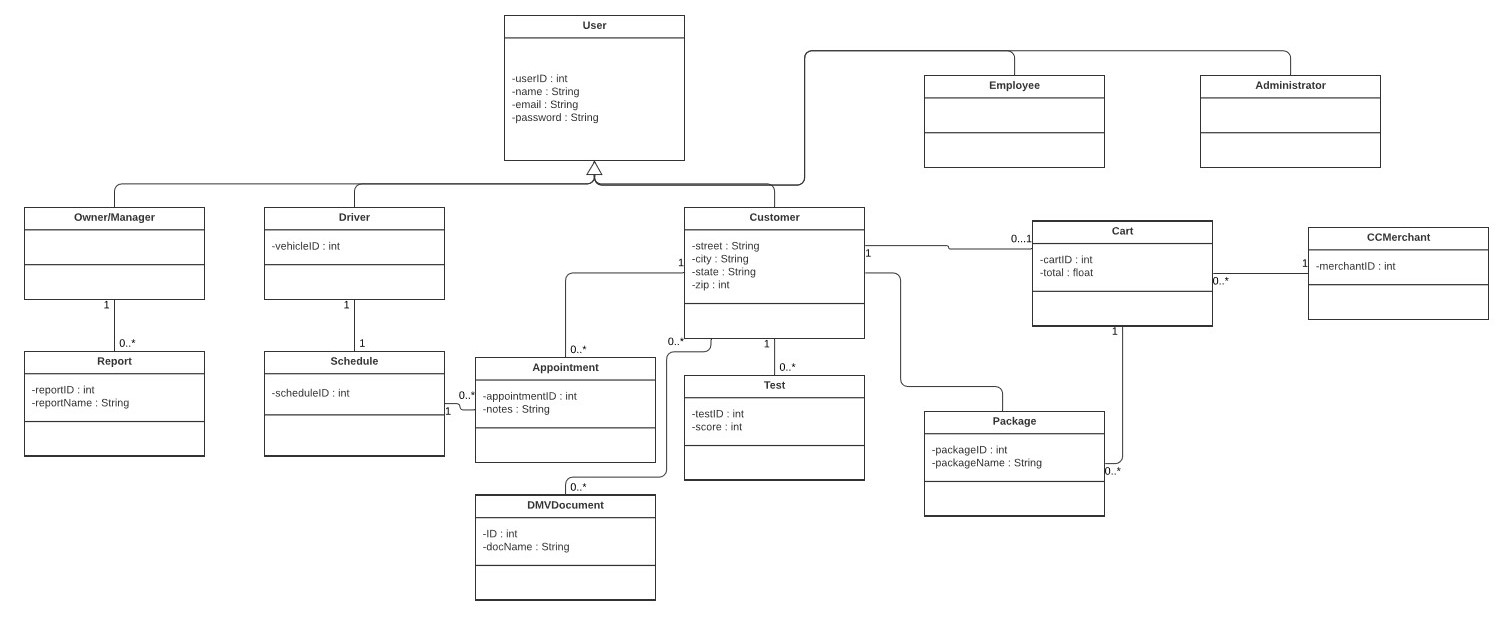 User
-userID : int
-name : String
-email : String
-password : String
Employee
Administrator
Owner/Manager
Driver
-vehicleID : int
Customer
-street : String
-city : String
-state : String
-zip : int
Cart
-cartID : int
-total : float
CCMerchant
-merchantID : int
1
0...1
1
0..*
1
1
0..*
1
0..*
1
1
0..*
0..*
1
0..*
1
Report
-reportID : int
-reportName : String
Schedule
-scheduleID : int
0..*
1
Appointment
-appointmentID : int
-notes : String
Test
-testID : int
-score : int
Package
-packageID : int
-packageName : String
0..*
0..*
DMVDocument
-ID : int
-docName : String